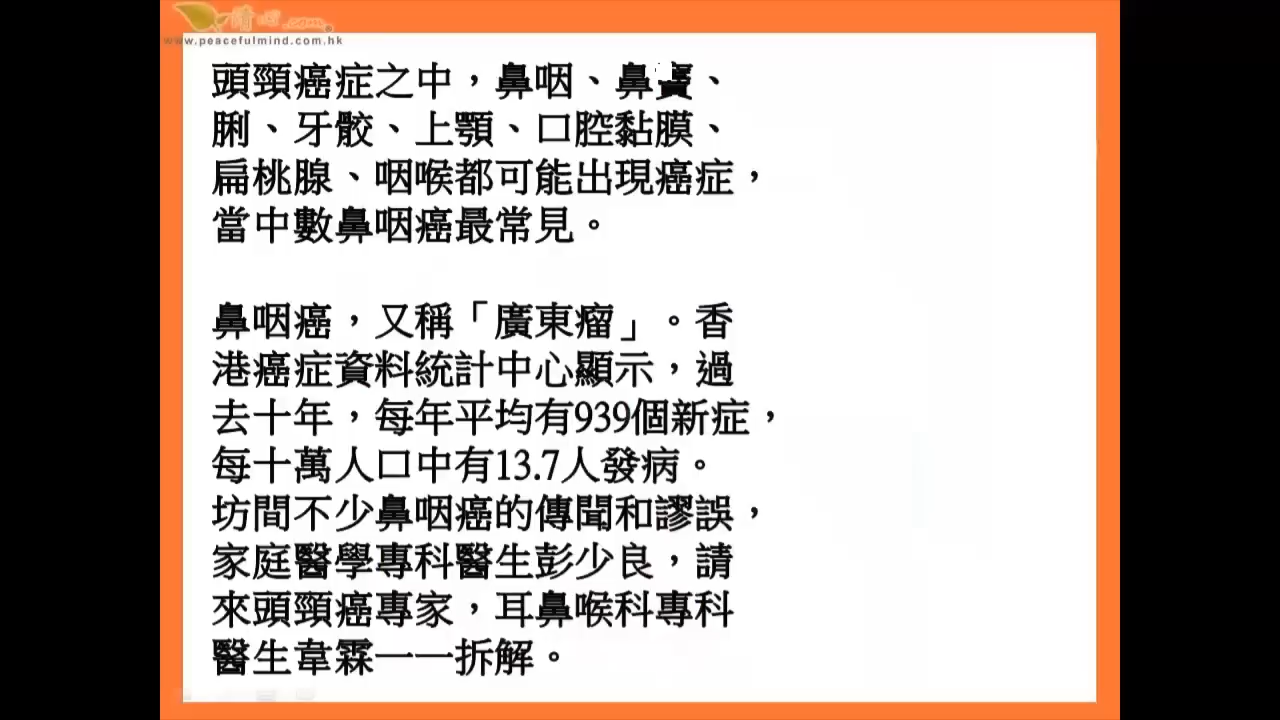 情心.com
www.peacefulmind.com.hk
頭頸癌症之中，鼻咽、鼻竇、
脷、牙骹、上顎、口腔黏膜、
扁桃腺、咽喉都可能出現癌症，
當中數鼻咽癌最常見。
鼻咽癌，又稱「廣東瘤」。香
港癌症資料統計中心顯示，過
去十年，每年平均有939個新症，
每十萬人口中有13.7人發病。
坊間不少鼻咽癌的傳聞和謬誤，
家庭醫學專科醫生彭少良，請
來頭頸癌專家，耳鼻喉科專科
醫生韋霖一一拆解。